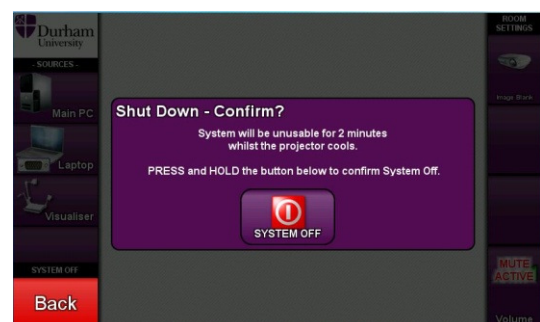 Durham
University
- SOURCES -
Main PC
Laptop
Visualiser
SYSTEM OFF
Back
Shut Down - Confirm?
System will be unusable for 2 minutes
whilst the projector cools.
PRESS and HOLD the button below to confirm System Off.
SYSTEM OFF
ROOM
SETTINGS
Image Blank
MUTE
ACTIVE
Volume